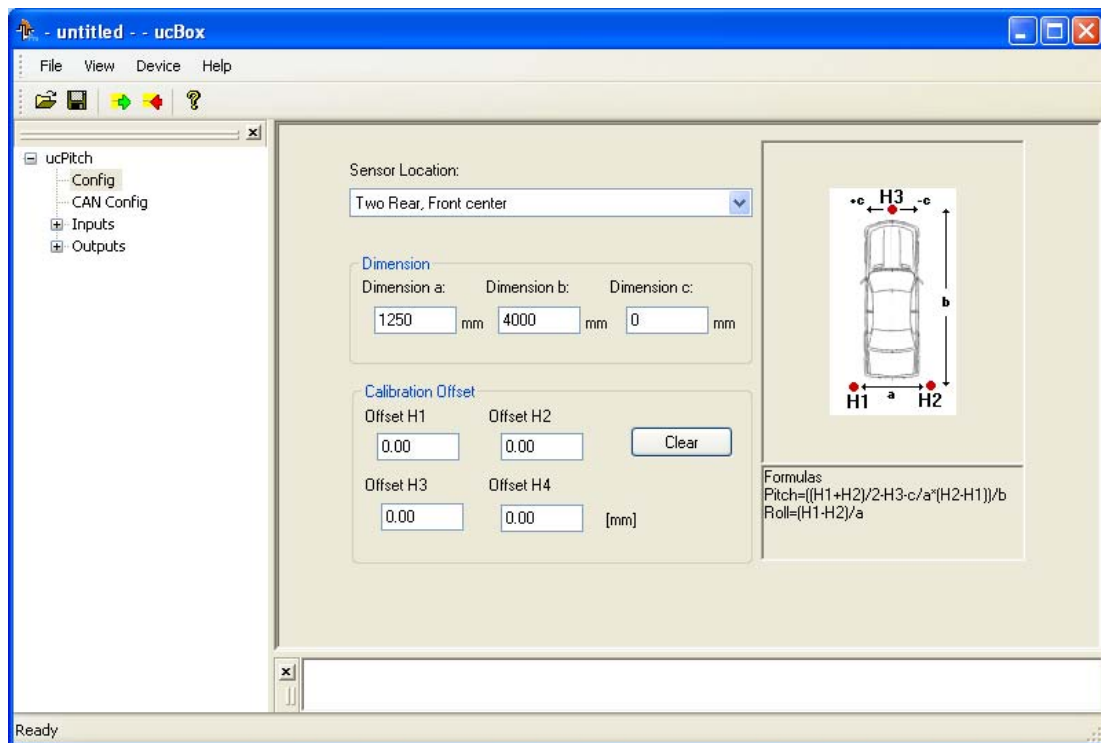 - untitled - - ucBox
File View Device Help
ucPitch
Config
CAN Config
Inputs
Outputs
Sensor Location:
Two Rear, Front center
Dimension
Dimension a: Dimension b: Dimension c:
1250 mm 4000 mm 0 mm
Calibration Offset
Offset H1 Offset H2
0.00 0.00 Clear
Offset H3 Offset H4
0.00 0.00 [mm]
+c H3 -c
b
H1 a H2
Formulas
Pitch=((H1+H2)/2-H3-c/a*(H2-H1))/b
Roll=(H1-H2)/a
Ready